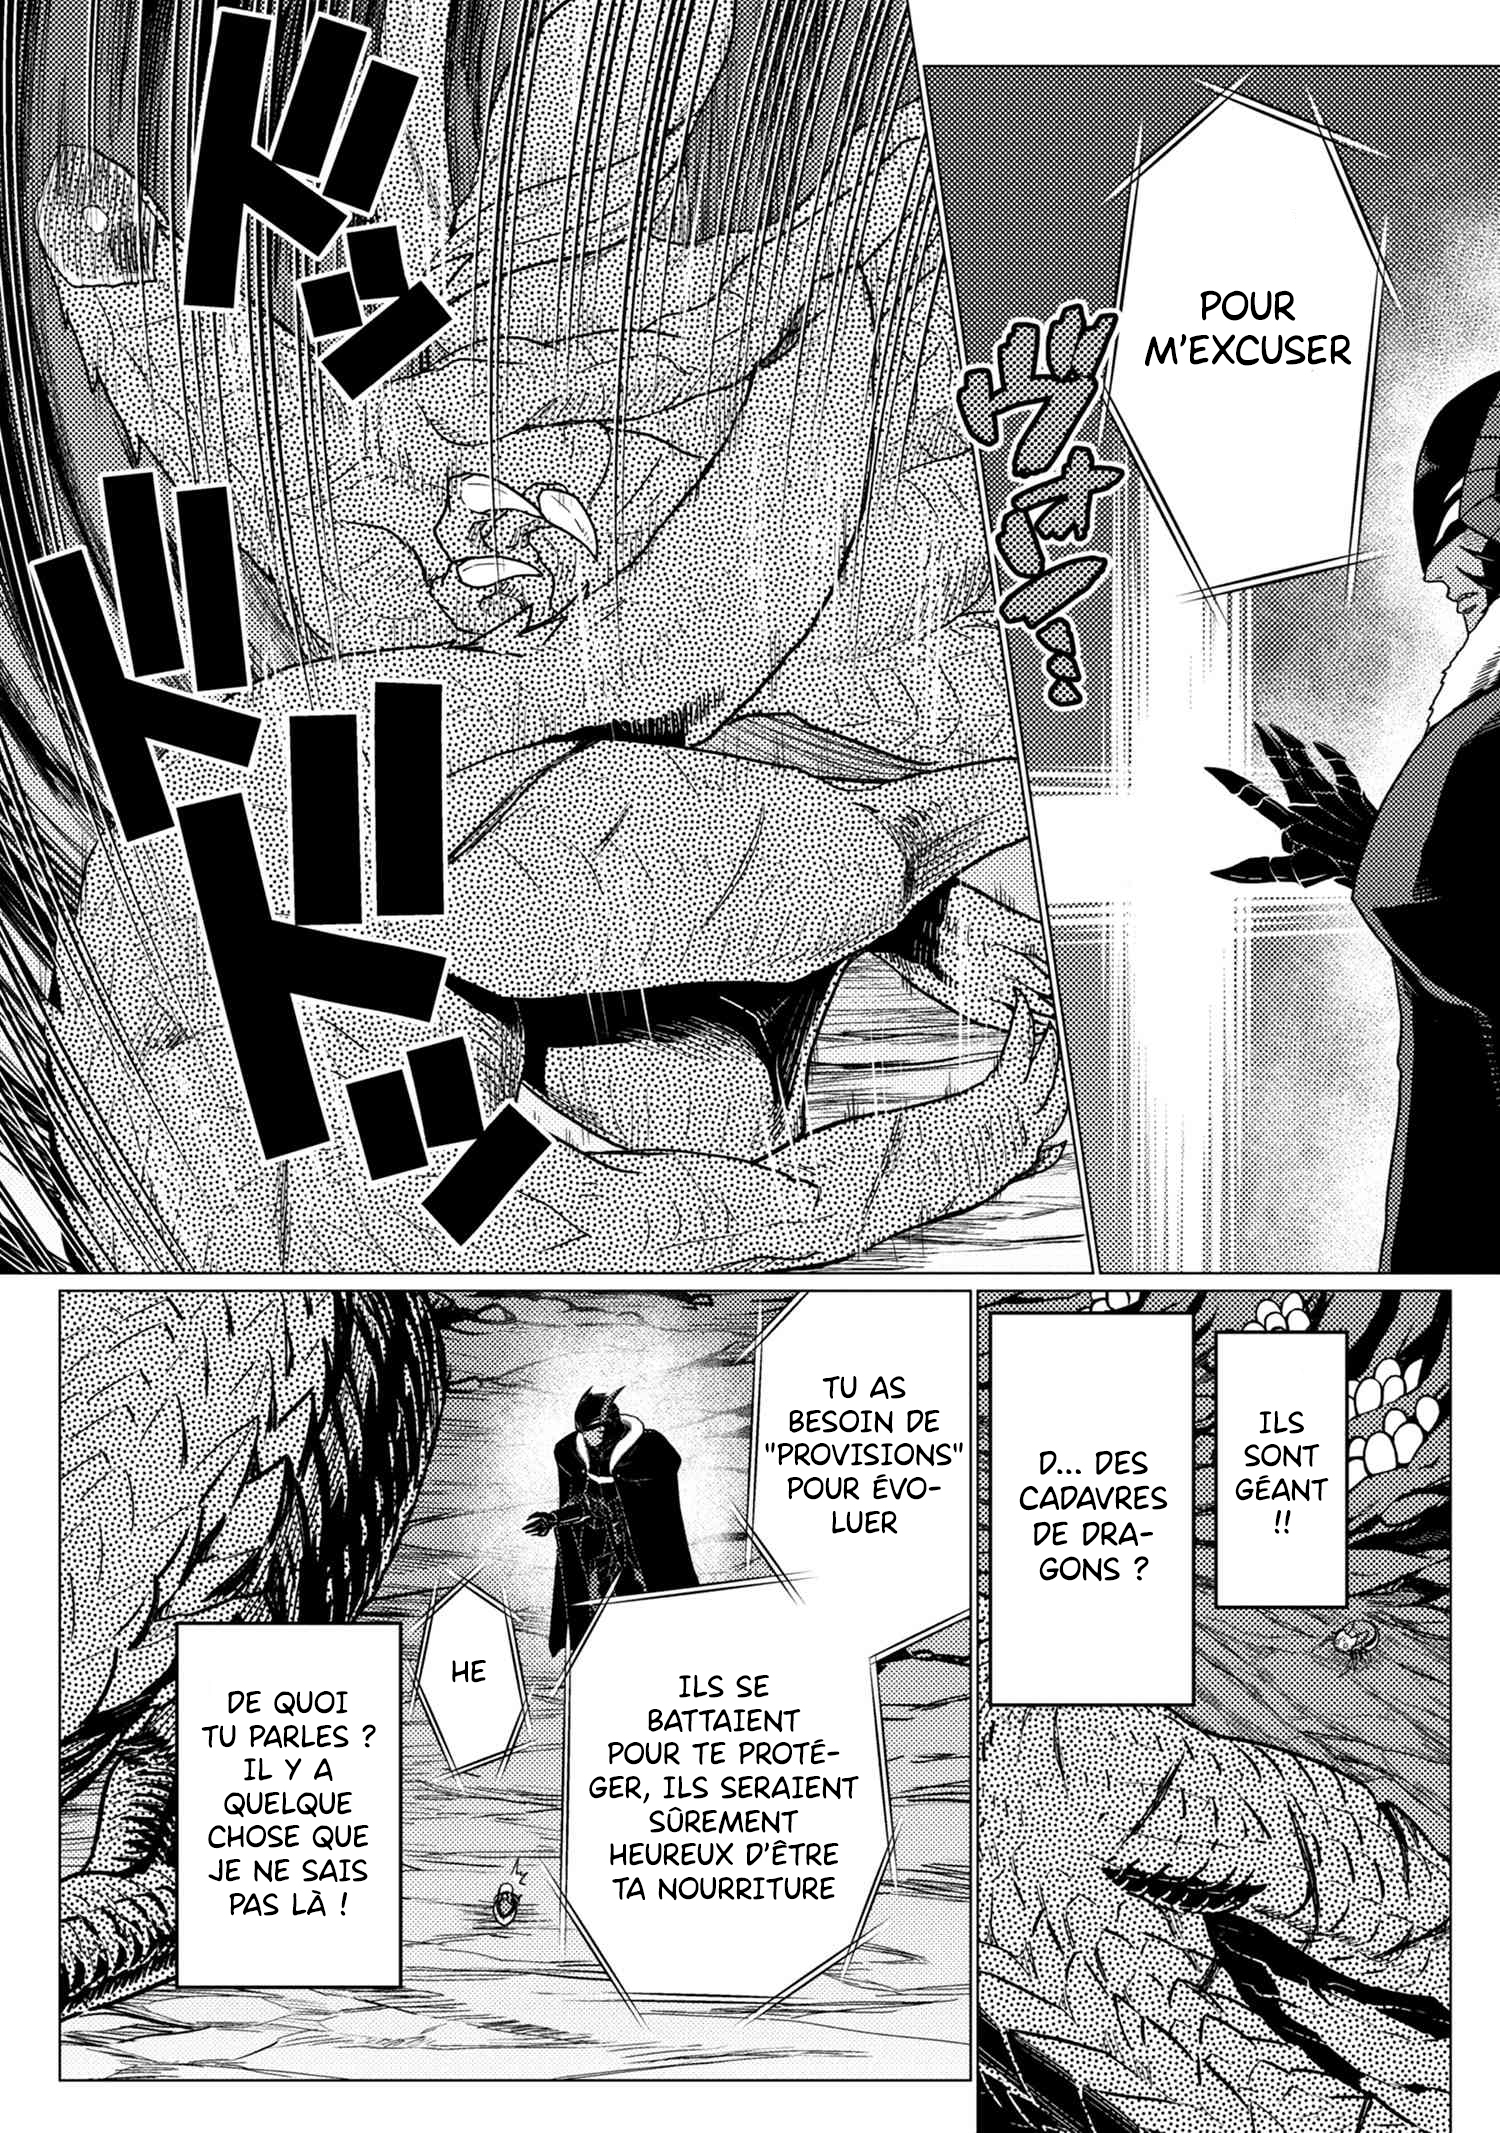 POUR
M'EXCUSER
ヴォン…
ドドッ
ドドッ
ILS
SONT
GÉANT
!!
D... DES
CADAVRES
DE DRA-
GONS ?
TU AS
BESOIN DE
"PROVISIONS"
POUR ÉVO-
LUER
ILS SE
BATTAIENT
POUR TE PROTÉ-
GER, ILS SERAIENT
SÛREMENT
HEUREUX D'ÊTRE
TA NOURRITURE
HE
DE QUOI
TU PARLES ?
IL Y A
QUELQUE
CHOSE QUE
JE NE SAIS
PAS LÀ !